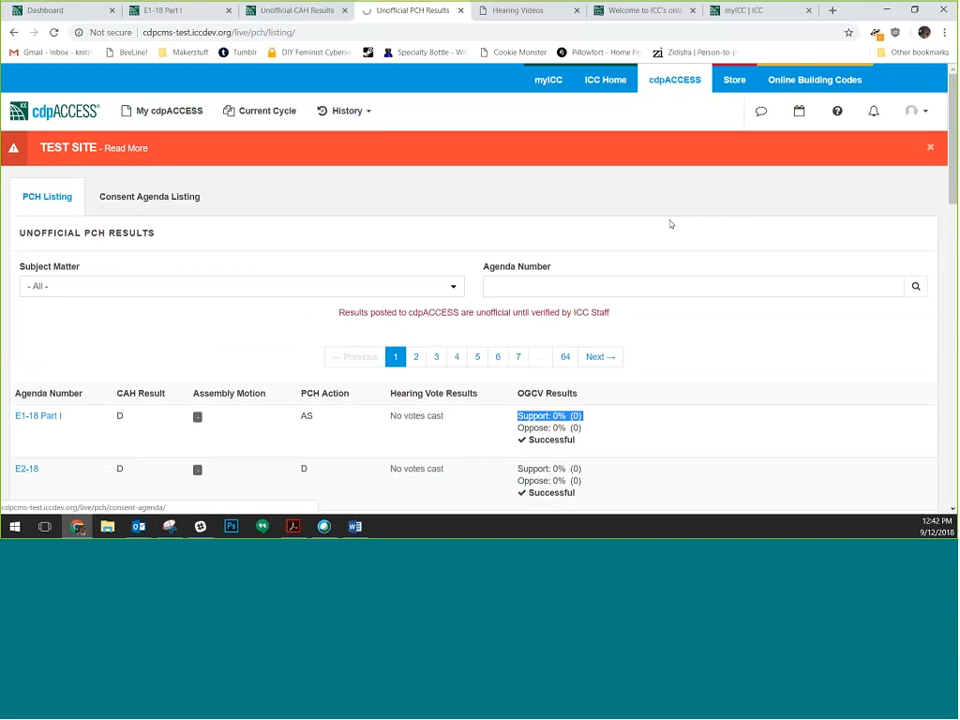 Dashboard E1-18 Part I Unofficial CAH Results Unofficial PCH Results Hearing Videos Welcome to ICC's onli myICC | ICC
Not secure | cdpcms-test.iccdev.org/live/pch/listing/
Gmail - Inbox - knitr BeeLine! Makerstuff Tumblr DIY Feminist Cyberse Specialty Bottle - Wh Cookie Monster Pillowfort - Home Fe Zidisha | Person-to-p Other bookmarks
myICC ICC Home cdpACCESS Store Online Building Codes
cdpACCESS® My cdpACCESS Current Cycle History
TEST SITE - Read More
PCH Listing Consent Agenda Listing
UNOFFICIAL PCH RESULTS
Subject Matter Agenda Number
- All -
Results posted to cdpACCESS are unofficial until verified by ICC Staff
← Previous 1 2 3 4 5 6 7 ... 64 Next →
Agenda Number CAH Result Assembly Motion PCH Action Hearing Vote Results OGCV Results
E1-18 Part I D - AS No votes cast Support: 0% (0)
Oppose: 0% (0)
✔ Successful
E2-18 D - D No votes cast Support: 0% (0)
Oppose: 0% (0)
✔ Successful
cdpcms-test.iccdev.org/live/pch/consent-agenda/
12:42 PM
9/12/2018